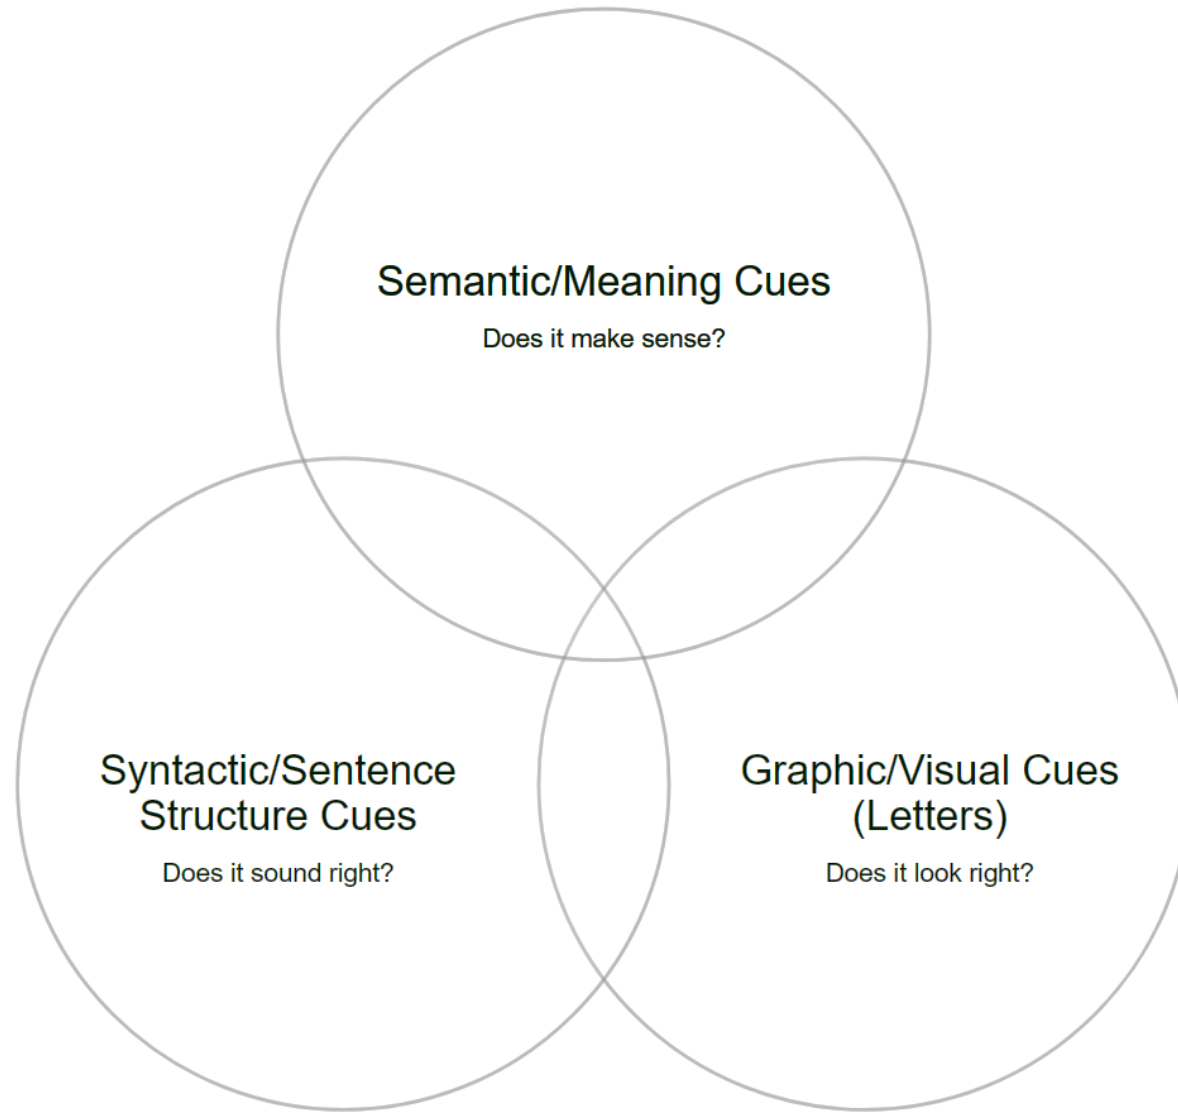 Semantic/Meaning Cues
Does it make sense?
Syntactic/Sentence
Structure Cues
Does it sound right?
Graphic/Visual Cues
(Letters)
Does it look right?